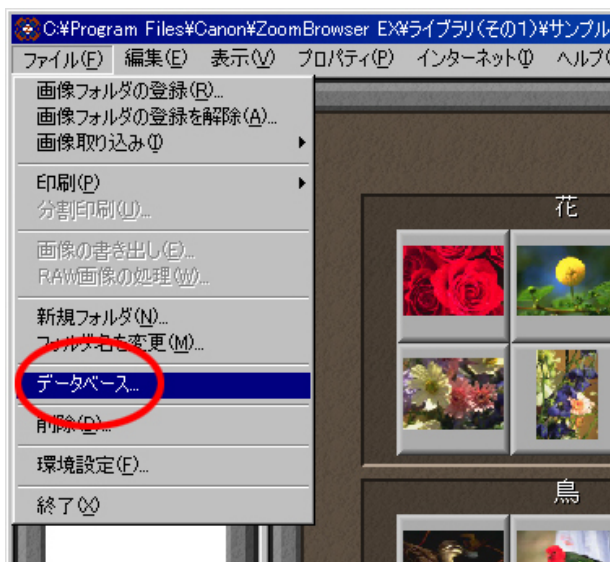 C:¥Program Files¥Canon¥ZoomBrowser EX¥ライブラリ(その1)¥サンプル
ファイル(F) 編集(E) 表示(V) プロパティ(P) インターネット(I) ヘルプ(
画像フォルダの登録(R)...
画像フォルダの登録を解除(A)...
画像取り込み(I)
印刷(P)
分割印刷(U)...
画像の書き出し(E)...
RAW画像の処理(W)...
新規フォルダ(N)...
フォルダ名を変更(M)...
データベース...
削除(D)...
環境設定(F)...
終了(X)
花
鳥